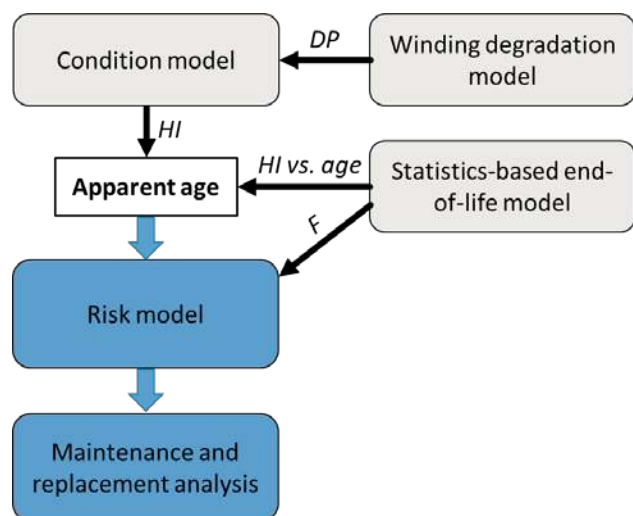 Condition model
DP
Winding degradation
model
HI
Apparent age
HI vs. age
Statistics-based end-
of-life model
F
Risk model
Maintenance and
replacement analysis